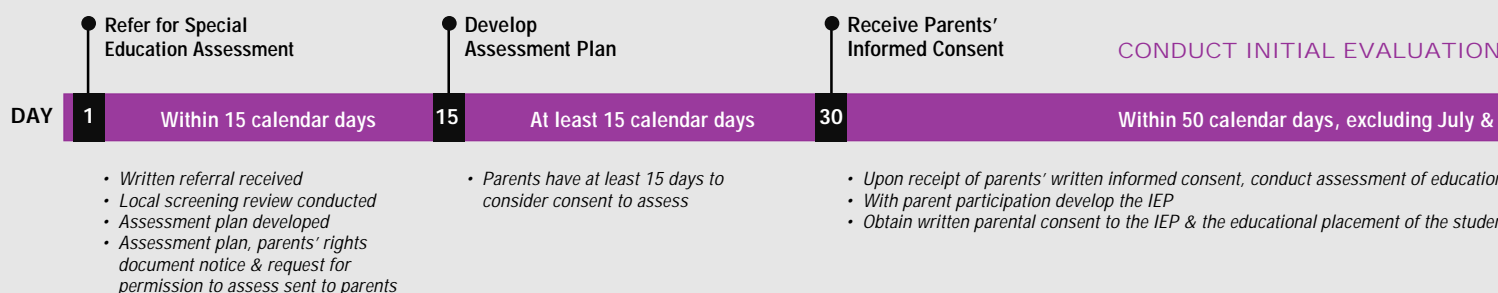 Refer for Special
Education Assessment
Develop
Assessment Plan
Receive Parents'
Informed Consent
CONDUCT INITIAL EVALUATION
DAY 1 Within 15 calendar days 15 At least 15 calendar days 30 Within 50 calendar days, excluding July &
• Written referral received
• Local screening review conducted
• Assessment plan developed
• Assessment plan, parents' rights
document notice & request for
permission to assess sent to parents
• Parents have at least 15 days to
consider consent to assess
• Upon receipt of parents' written informed consent, conduct assessment of education
• With parent participation develop the IEP
• Obtain written parental consent to the IEP & the educational placement of the